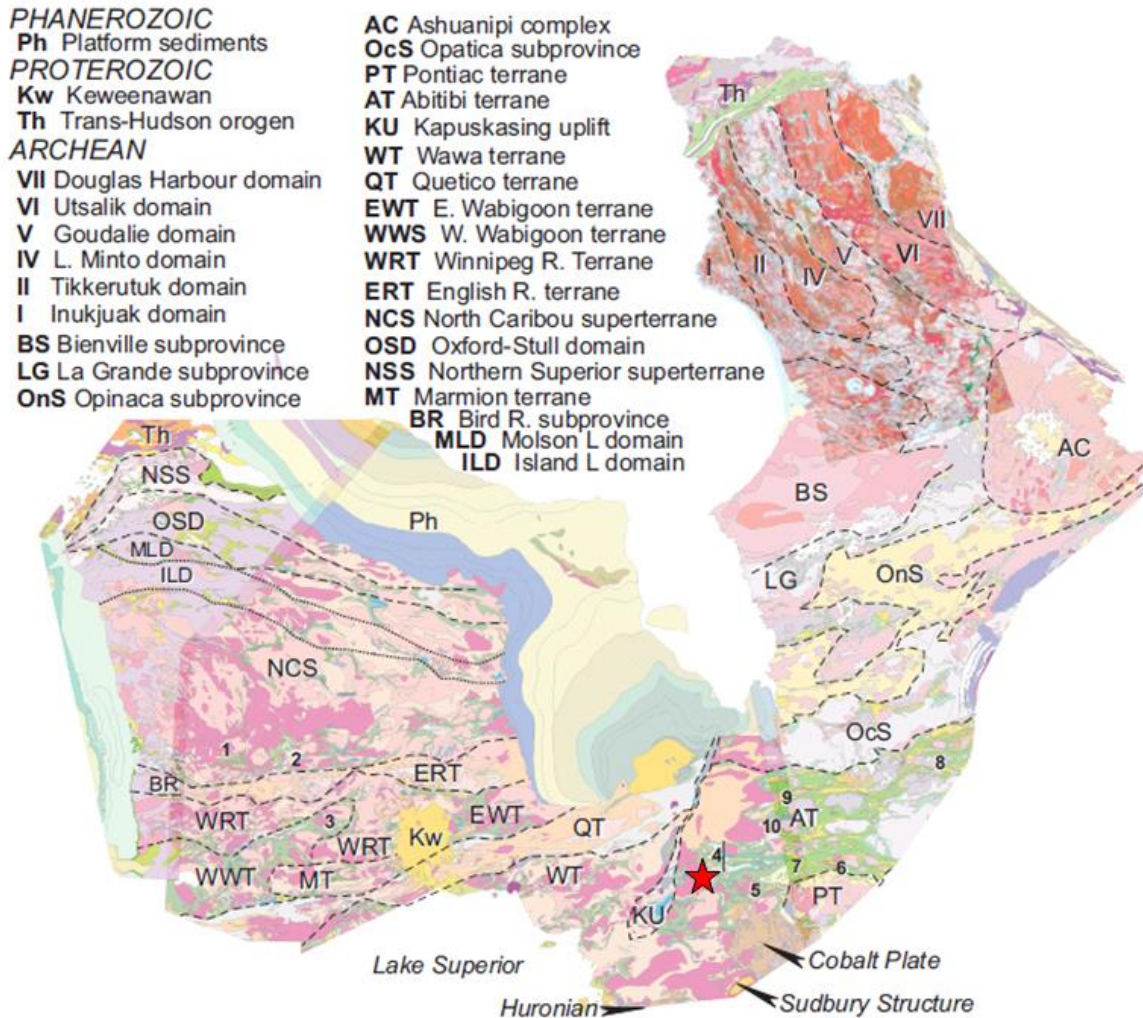 PHANEROZOIC
Ph Platform sediments
PROTEROZOIC
Kw Keweenawan
Th Trans-Hudson orogen
ARCHEAN
VII Douglas Harbour domain
VI Utsalik domain
V Goudalie domain
IV L. Minto domain
II Tikkerutuk domain
I Inukjuak domain
BS Bienville subprovince
LG La Grande subprovince
OnS Opinaca subprovince
AC Ashuanipi complex
OcS Opatica subprovince
PT Pontiac terrane
AT Abitibi terrane
KU Kapuskasing uplift
WT Wawa terrane
QT Quetico terrane
EWT E. Wabigoon terrane
WWS W. Wabigoon terrane
WRT Winnipeg R. Terrane
ERT English R. terrane
NCS North Caribou superterrane
OSD Oxford-Stull domain
NSS Northern Superior superterrane
MT Marmion terrane
BR Bird R. subprovince
MLD Molson L domain
ILD Island L domain
Th
VII
VI
V
IV
II
I
AC
BS
LG
OnS
OcS
Th
NSS
OSD
MLD
ILD
Ph
NCS
1
2
BR
ERT
WRT
3
EWT
Kw
QT
WRT
WWT
MT
WT
KU
8
9
AT
10
4
7
6
5
PT
Lake Superior
Cobalt Plate
Huronian
Sudbury Structure